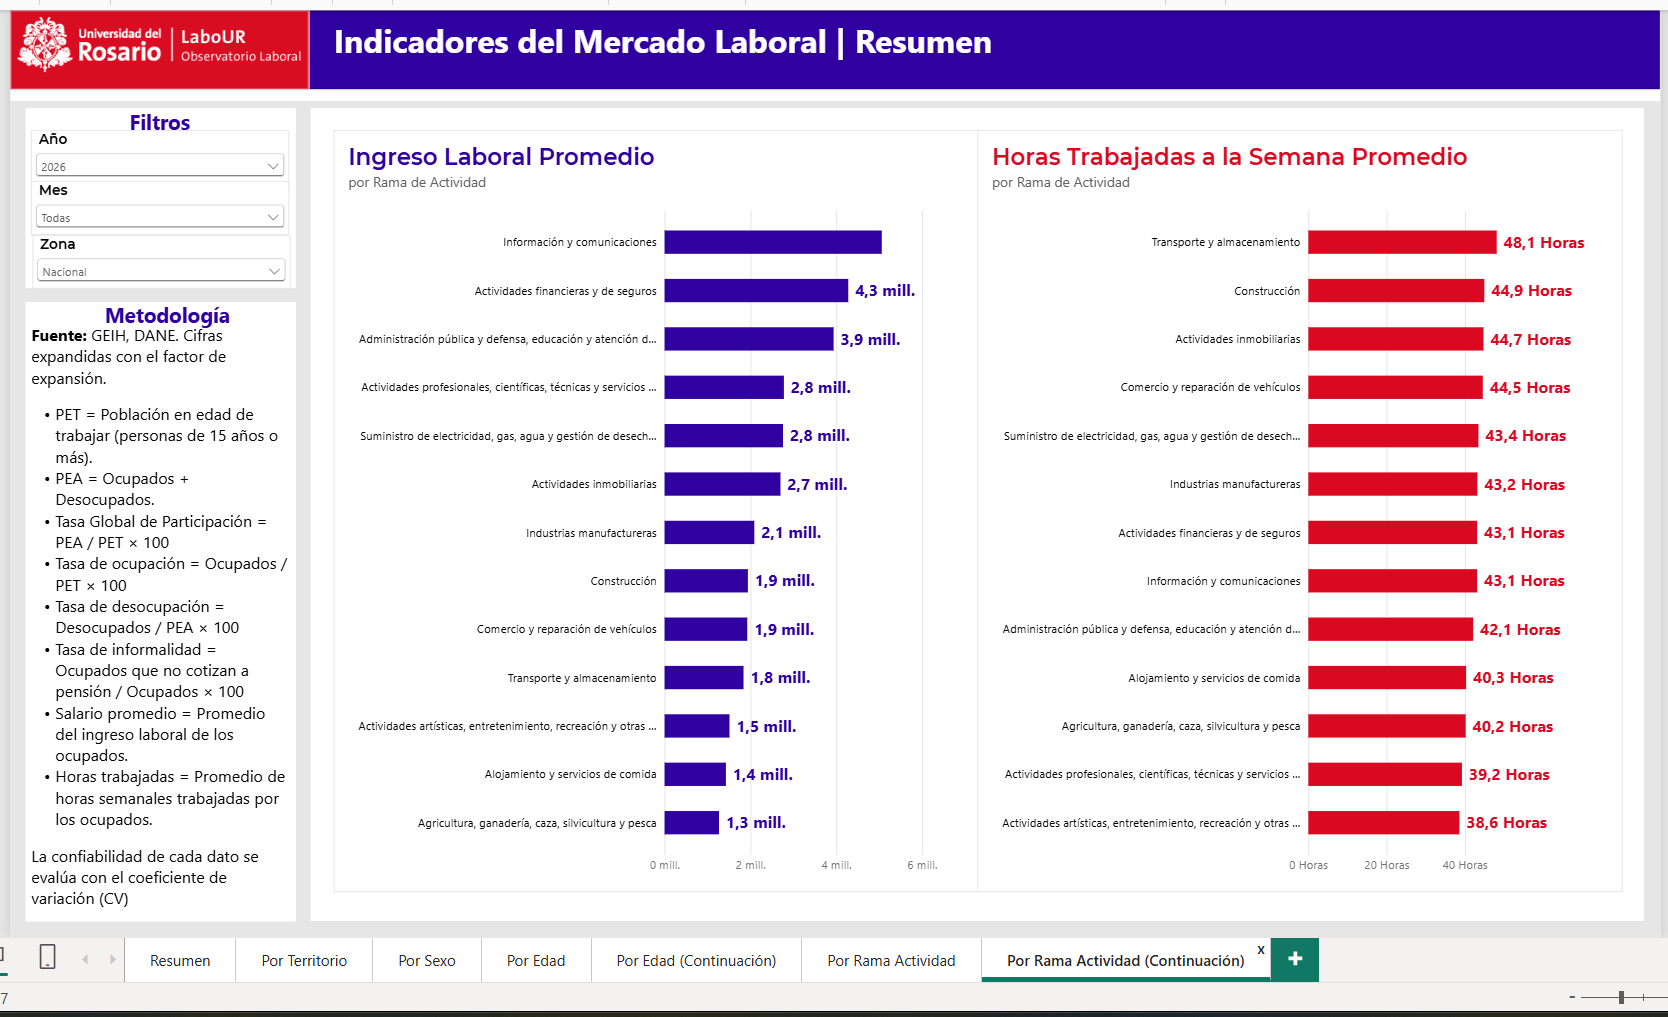 Universidad del
Rosario
LaboUR
Observatorio Laboral
Indicadores del Mercado Laboral | Resumen
Filtros
Año
2026
Mes
Todas
Zona
Nacional
Metodología
Fuente: GEIH, DANE. Cifras
expandidas con el factor de
expansión.
• PET = Población en edad de
trabajar (personas de 15 años o
más).
• PEA = Ocupados +
Desocupados.
• Tasa Global de Participación =
PEA / PET × 100
• Tasa de ocupación = Ocupados /
PET × 100
• Tasa de desocupación =
Desocupados / PEA × 100
• Tasa de informalidad =
Ocupados que no cotizan a
pensión / Ocupados × 100
• Salario promedio = Promedio
del ingreso laboral de los
ocupados.
• Horas trabajadas = Promedio de
horas semanales trabajadas por
los ocupados.
La confiabilidad de cada dato se
evalúa con el coeficiente de
variación (CV)
Ingreso Laboral Promedio
por Rama de Actividad
Información y comunicaciones
Actividades financieras y de seguros 4,3 mill.
Administración pública y defensa, educación y atención d... 3,9 mill.
Actividades profesionales, científicas, técnicas y servicios ... 2,8 mill.
Suministro de electricidad, gas, agua y gestión de desech... 2,8 mill.
Actividades inmobiliarias 2,7 mill.
Industrias manufactureras 2,1 mill.
Construcción 1,9 mill.
Comercio y reparación de vehículos 1,9 mill.
Transporte y almacenamiento 1,8 mill.
Actividades artísticas, entretenimiento, recreación y otras ... 1,5 mill.
Alojamiento y servicios de comida 1,4 mill.
Agricultura, ganadería, caza, silvicultura y pesca 1,3 mill.
0 mill. 2 mill. 4 mill. 6 mill.
Horas Trabajadas a la Semana Promedio
por Rama de Actividad
Transporte y almacenamiento 48,1 Horas
Construcción 44,9 Horas
Actividades inmobiliarias 44,7 Horas
Comercio y reparación de vehículos 44,5 Horas
Suministro de electricidad, gas, agua y gestión de desech... 43,4 Horas
Industrias manufactureras 43,2 Horas
Actividades financieras y de seguros 43,1 Horas
Información y comunicaciones 43,1 Horas
Administración pública y defensa, educación y atención d... 42,1 Horas
Alojamiento y servicios de comida 40,3 Horas
Agricultura, ganadería, caza, silvicultura y pesca 40,2 Horas
Actividades profesionales, científicas, técnicas y servicios ... 39,2 Horas
Actividades artísticas, entretenimiento, recreación y otras ... 38,6 Horas
0 Horas 20 Horas 40 Horas
Resumen
Por Territorio
Por Sexo
Por Edad
Por Edad (Continuación)
Por Rama Actividad
Por Rama Actividad (Continuación)
x
+
7
-